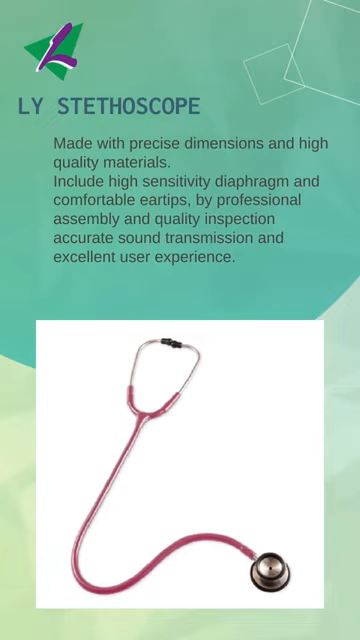 LY STETHOSCOPE
Made with precise dimensions and high
quality materials.
Include high sensitivity diaphragm and
comfortable eartips, by professional
assembly and quality inspection
accurate sound transmission and
excellent user experience.